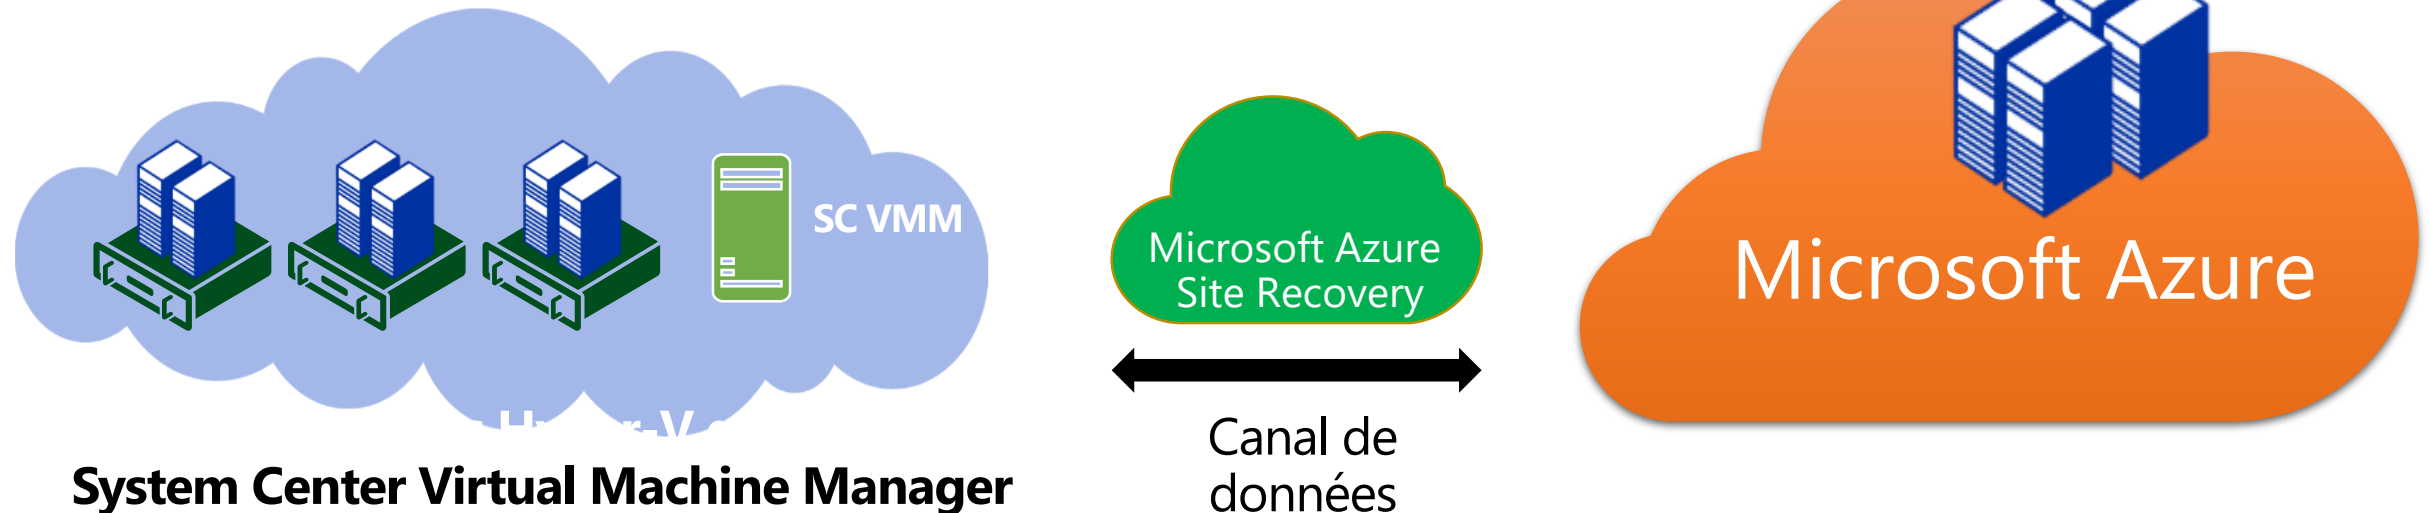 SC VMM
Microsoft Azure
Site Recovery
Microsoft Azure
Canal de
données
System Center Virtual Machine Manager